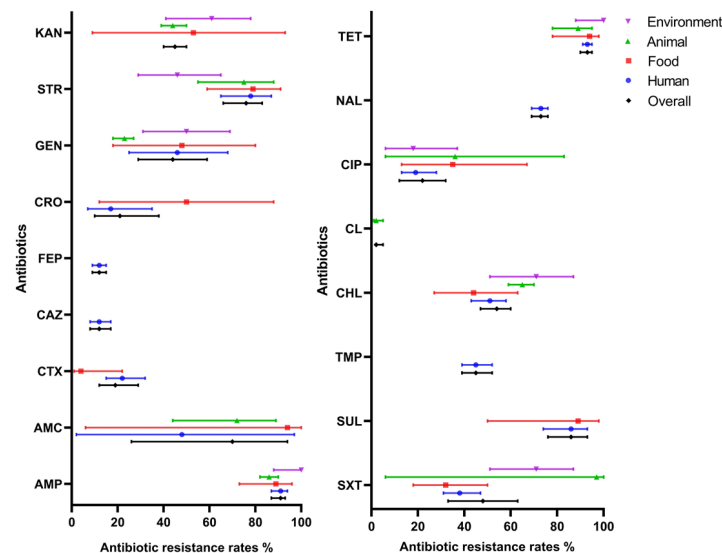 KAN
STR
GEN
CRO
FEP
CAZ
CTX
AMC
AMP
Antibiotics
0 20 40 60 80 100
Antibiotic resistance rates %
TET
NAL
CIP
CL
CHL
TMP
SUL
SXT
Antibiotics
0 20 40 60 80 100
Antibiotic resistance rates %
Environment
Animal
Food
Human
Overall